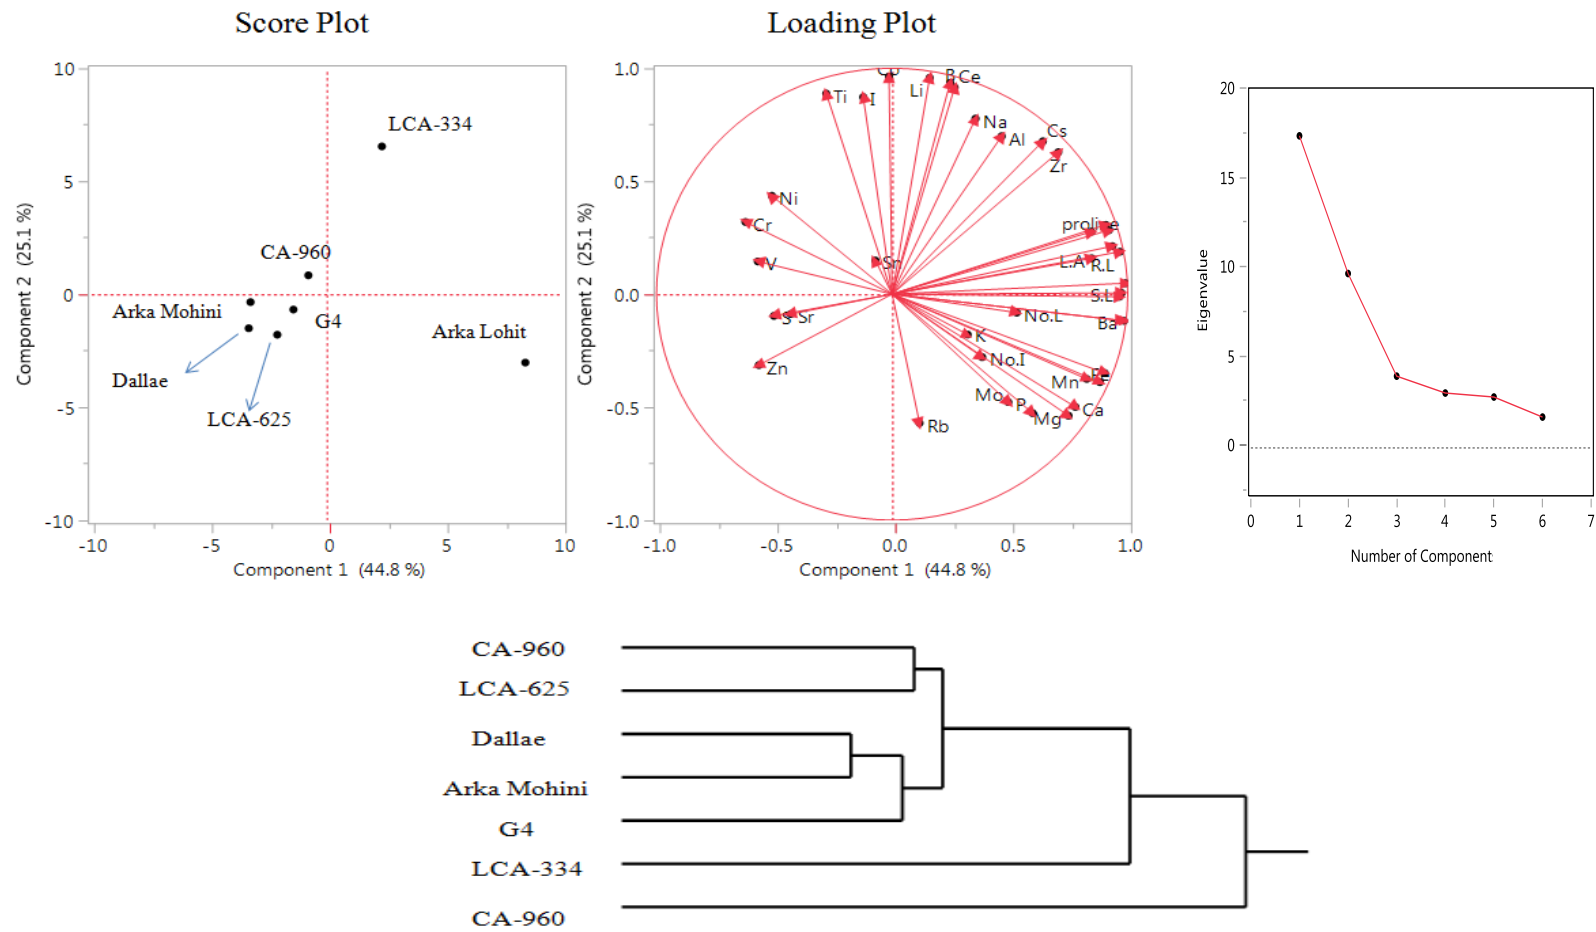 Score Plot
10
5
0
-5
-10
-10
-5
0
5
10
Component 2 (25.1 %)
Component 1 (44.8 %)
LCA-334
CA-960
Arka Mohini
G4
Arka Lohit
Dallae
LCA-625
Loading Plot
1.0
0.5
0.0
-0.5
-1.0
-1.0
-0.5
0.0
0.5
1.0
Component 2 (25.1 %)
Component 1 (44.8 %)
Ti
I
Li
B
Ce
Na
Al
Cs
Zr
Ni
Cr
V
Sn
proline
L.A
R.L
S.L
S
Sr
No.L
Ba
K
Zn
No.I
Mn
Mo
P
Mg
Ca
Rb
20
15
10
5
0
0
1
2
3
4
5
6
7
Eigenvalue
Number of Component
CA-960
LCA-625
Dallae
Arka Mohini
G4
LCA-334
CA-960